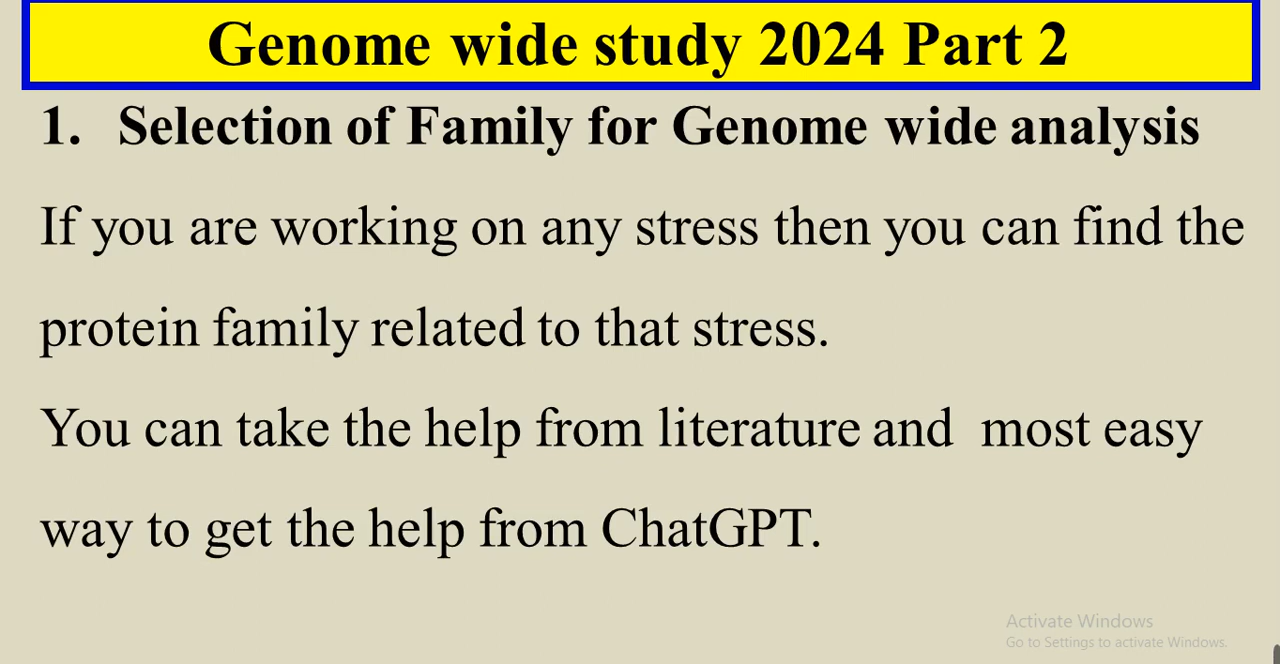 Genome wide study 2024 Part 2
1. Selection of Family for Genome wide analysis
If you are working on any stress then you can find the
protein family related to that stress.
You can take the help from literature and  most easy
way to get the help from ChatGPT.
Activate Windows
Go to Settings to activate Windows.